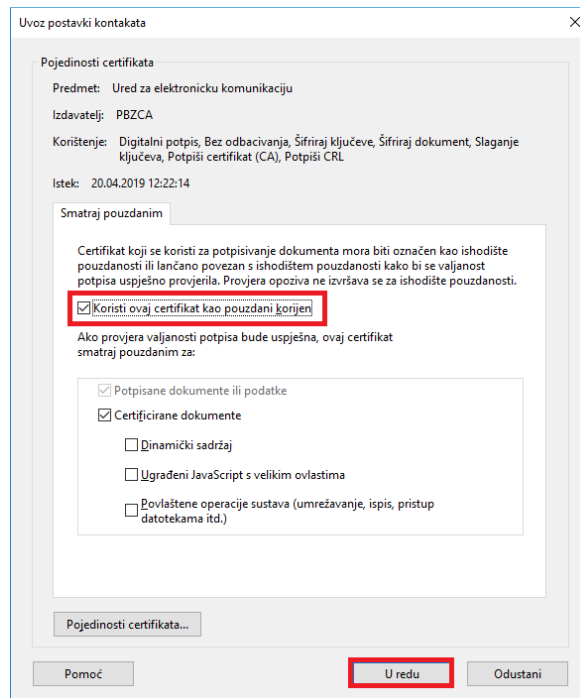 Uvoz postavki kontakata
Pojedinosti certifikata
Predmet: Ured za elektronicku komunikaciju
Izdavatelj: PBZCA
Korištenje: Digitalni potpis, Bez odbacivanja, Šifriraj ključeve, Šifriraj dokument, Slaganje
ključeva, Potpiši certifikat (CA), Potpiši CRL
Istek: 20.04.2019 12:22:14
Smatraj pouzdanim
Certifikat koji se koristi za potpisivanje dokumenta mora biti označen kao ishodište
pouzdanosti ili lančano povezan s ishodištem pouzdanosti kako bi se valjanost
potpisa uspješno provjerila. Provjera opoziva ne izvršava se za ishodište pouzdanosti.
Koristi ovaj certifikat kao pouzdani korijen
Ako provjera valjanosti potpisa bude uspješna, ovaj certifikat
smatraj pouzdanim za:
Potpisane dokumente ili podatke
Certificirane dokumente
Dinamički sadržaj
Ugrađeni JavaScript s velikim ovlastima
Povlaštene operacije sustava (umrežavanje, ispis, pristup
datotekama itd.)
Pojedinosti certifikata...
Pomoć
U redu
Odustani